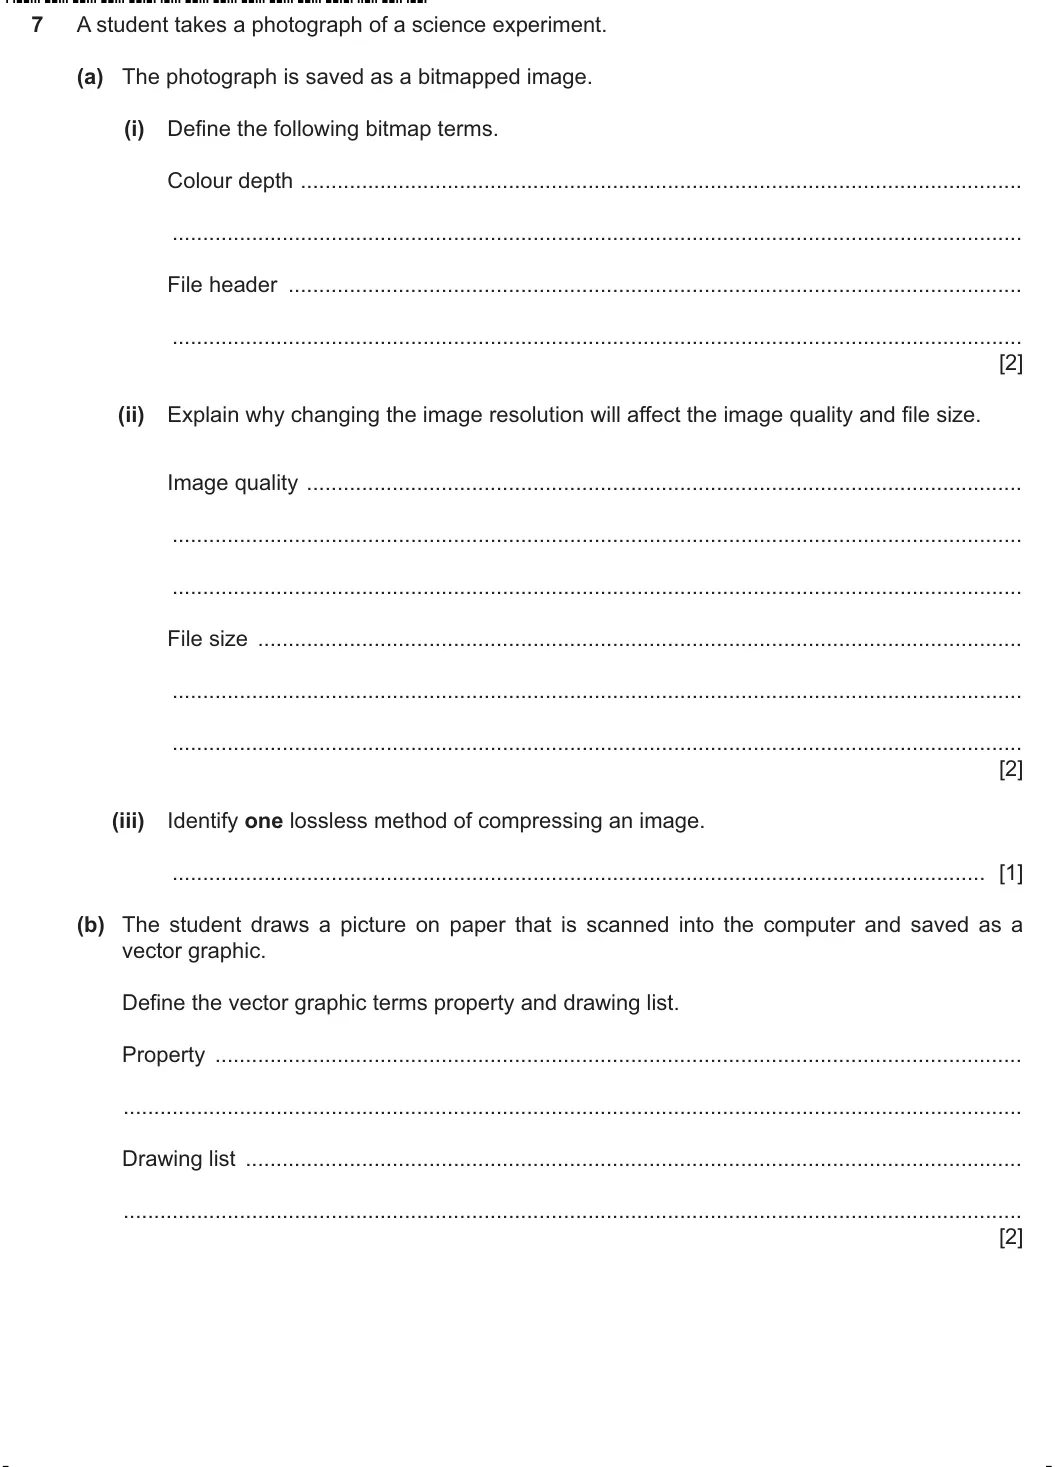 7 A student takes a photograph of a science experiment.
(a) The photograph is saved as a bitmapped image.
(i) Define the following bitmap terms.
Colour depth ......................................................................................................................
...........................................................................................................................................
File header ........................................................................................................................
...........................................................................................................................................
[2]
(ii) Explain why changing the image resolution will affect the image quality and file size.
Image quality .....................................................................................................................
...........................................................................................................................................
...........................................................................................................................................
File size .............................................................................................................................
...........................................................................................................................................
...........................................................................................................................................
[2]
(iii) Identify one lossless method of compressing an image.
..................................................................................................................................... [1]
(b) The student draws a picture on paper that is scanned into the computer and saved as a
vector graphic.
Define the vector graphic terms property and drawing list.
Property ....................................................................................................................................
...................................................................................................................................................
Drawing list ...............................................................................................................................
...................................................................................................................................................
[2]